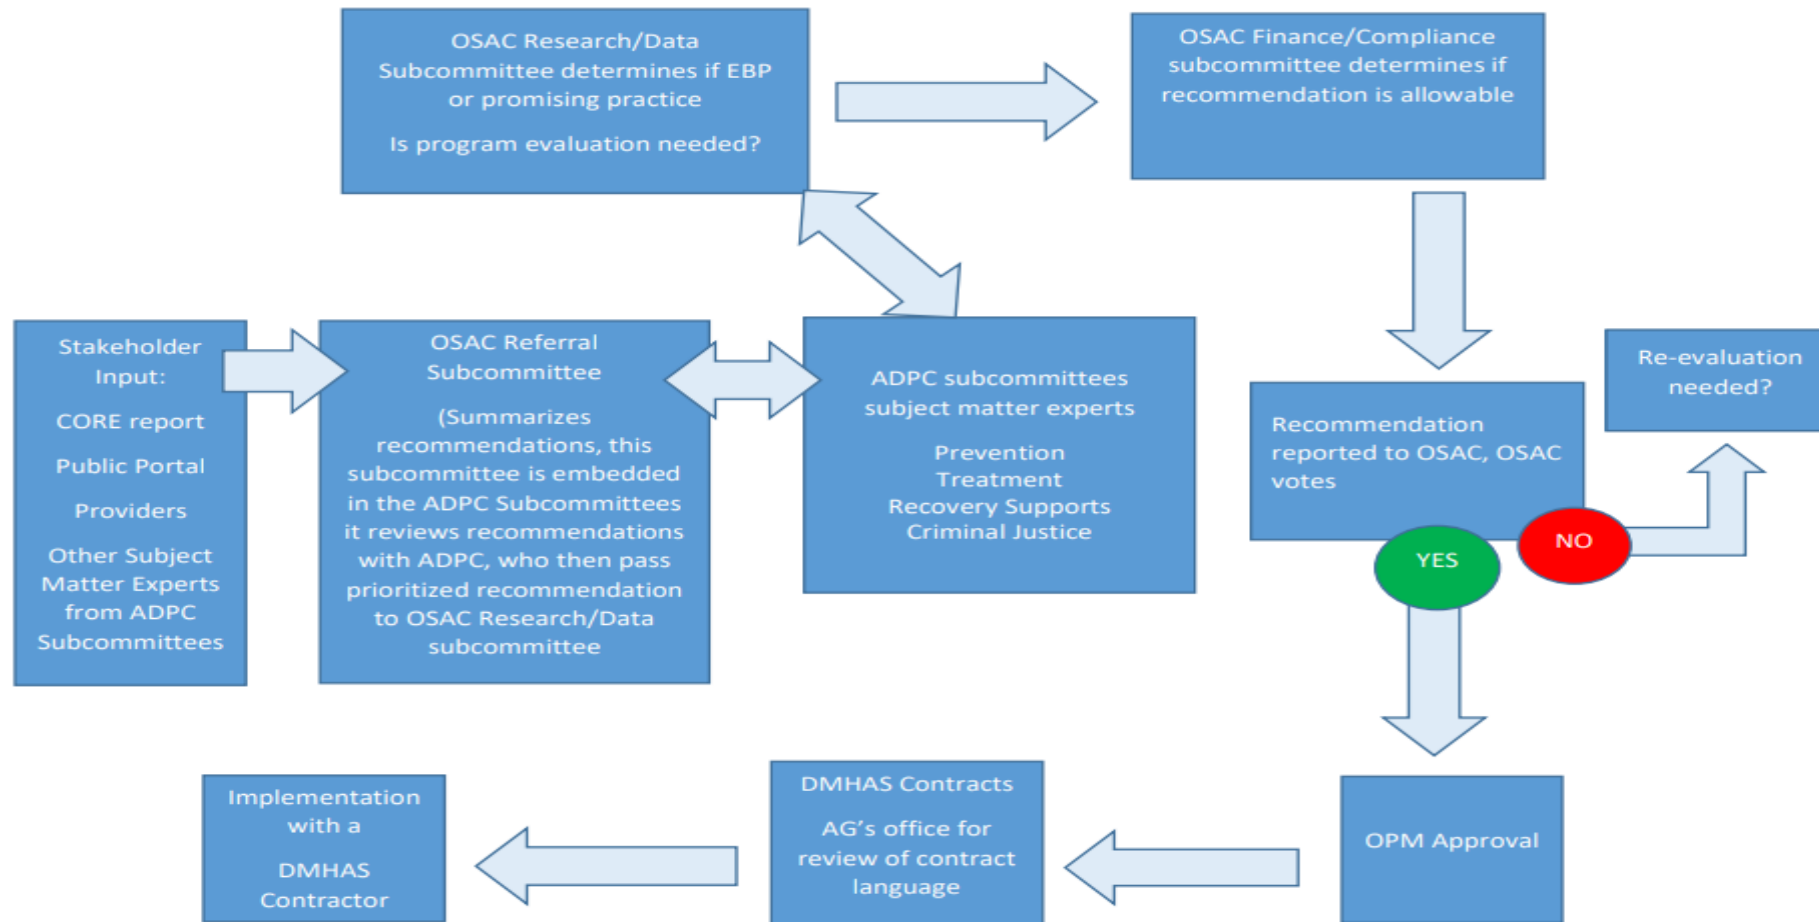 OSAC Research/Data
Subcommittee determines if EBP
or promising practice
Is program evaluation needed?
OSAC Finance/Compliance
subcommittee determines if
recommendation is allowable
Stakeholder
Input:
CORE report
Public Portal
Providers
Other Subject
Matter Experts
from ADPC
Subcommittees
OSAC Referral
Subcommittee
(Summarizes
recommendations, this
subcommittee is embedded
in the ADPC Subcommittees
it reviews recommendations
with ADPC, who then pass
prioritized recommendation
to OSAC Research/Data
subcommittee
ADPC subcommittees
subject matter experts
Prevention
Treatment
Recovery Supports
Criminal Justice
Recommendation
reported to OSAC, OSAC
votes
Re-evaluation
needed?
YES
NO
OPM Approval
DMHAS Contracts
AG’s office for
review of contract
language
Implementation
with a
DMHAS
Contractor